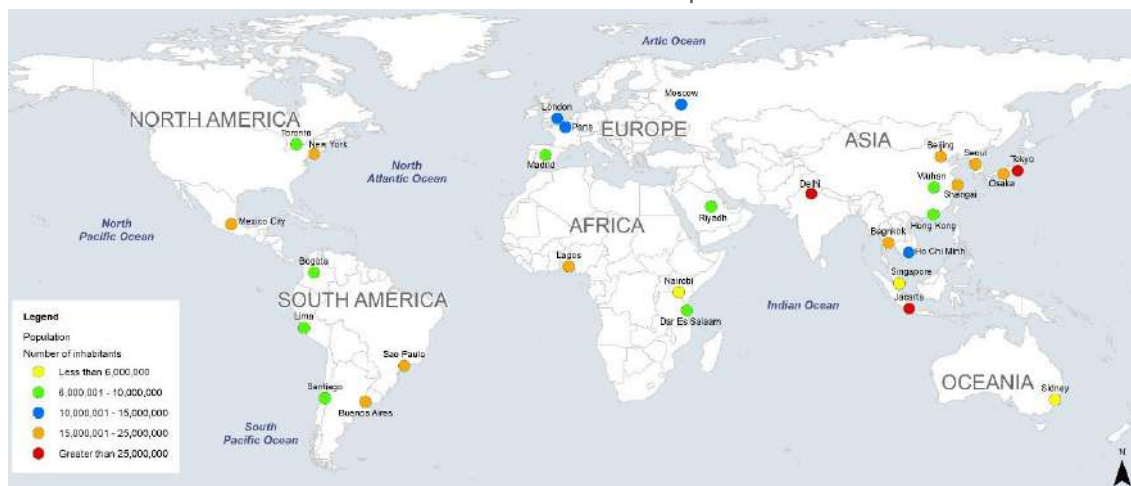 Artic Ocean
Moscow
London
Paris
NORTH AMERICA
EUROPE
ASIA
Toronto
New York
Madrid
Beijing
Seoul
Tokyo
North
Atlantic Ocean
Delhi
Wuhan
Osaka
Shangai
Riyadh
North
Pacific Ocean
Mexico City
AFRICA
Hong Kong
Bagnkok
Ho Chi Minh
Bogota
Lagos
Singapore
Nairobi
SOUTH AMERICA
Indian Ocean
Jacarta
Lima
Dar Es Salaam
Sao Paulo
Santiago
Buenos Aires
OCEANIA
Sidney
South
Pacific Ocean
Legend
Population
Number of inhabitants
Less than 6,000,000
6,000,001 - 10,000,000
10,000,001 - 15,000,000
15,000,001 - 25,000,000
Greater than 25,000,000
N